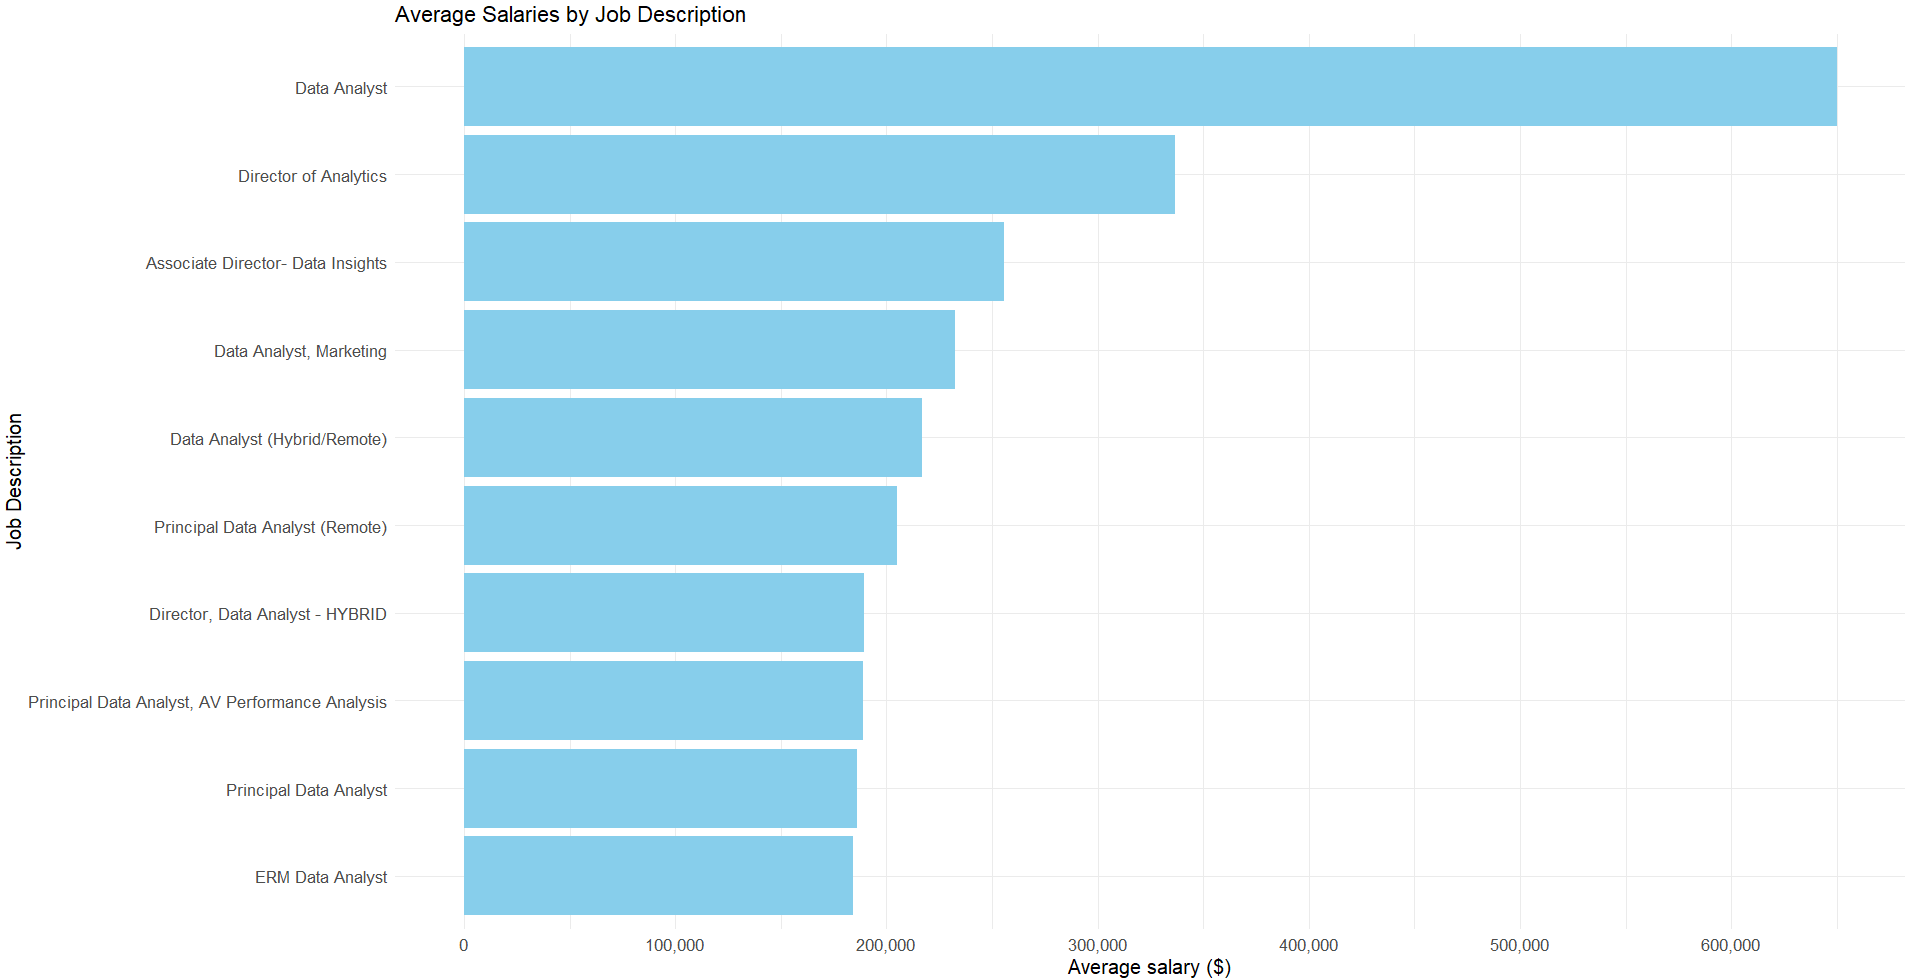 Average Salaries by Job Description
Job Description
Data Analyst
Director of Analytics
Associate Director- Data Insights
Data Analyst, Marketing
Data Analyst (Hybrid/Remote)
Principal Data Analyst (Remote)
Director, Data Analyst - HYBRID
Principal Data Analyst, AV Performance Analysis
Principal Data Analyst
ERM Data Analyst
0 100,000 200,000 300,000 400,000 500,000 600,000
Average salary ($)